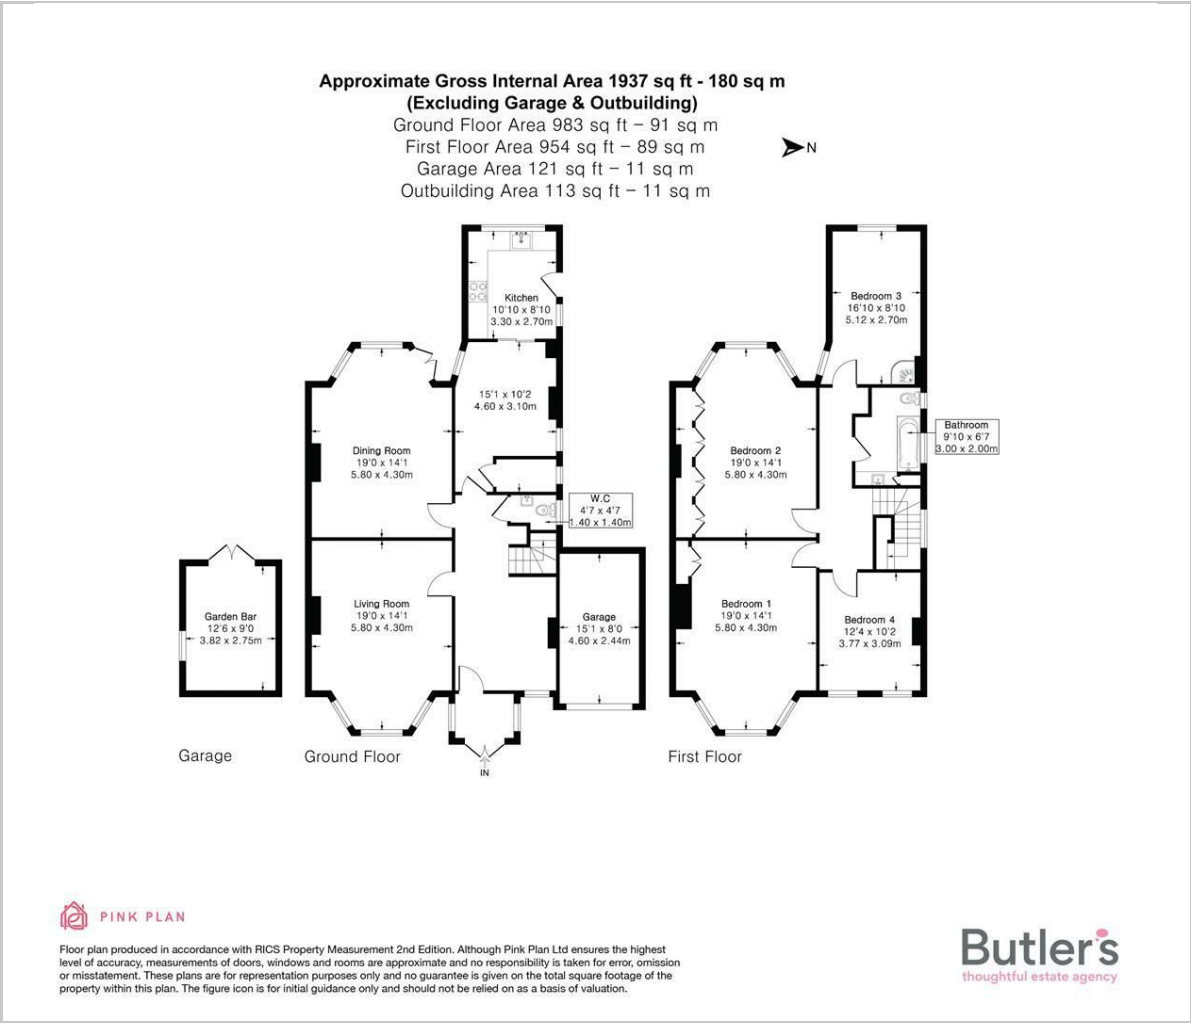 Approximate Gross Internal Area 1937 sq ft - 180 sq m
(Excluding Garage & Outbuilding)
Ground Floor Area 983 sq ft – 91 sq m
First Floor Area 954 sq ft – 89 sq m
Garage Area 121 sq ft – 11 sq m
Outbuilding Area 113 sq ft – 11 sq m
N
Kitchen
10'10 x 8'10
3.30 x 2.70m
15'1 x 10'2
4.60 x 3.10m
Dining Room
19'0 x 14'1
5.80 x 4.30m
W.C
4'7 x 4'7
1.40 x 1.40m
Living Room
19'0 x 14'1
5.80 x 4.30m
Garage
15'1 x 8'0
4.60 x 2.44m
Garden Bar
12'6 x 9'0
3.82 x 2.75m
IN
Garage
Ground Floor
Bedroom 3
16'10 x 8'10
5.12 x 2.70m
Bedroom 2
19'0 x 14'1
5.80 x 4.30m
Bathroom
9'10 x 6'7
3.00 x 2.00m
Bedroom 1
19'0 x 14'1
5.80 x 4.30m
Bedroom 4
12'4 x 10'2
3.77 x 3.09m
First Floor
PINK PLAN
Floor plan produced in accordance with RICS Property Measurement 2nd Edition. Although Pink Plan Ltd ensures the highest
level of accuracy, measurements of doors, windows and rooms are approximate and no responsibility is taken for error, omission
or misstatement. These plans are for representation purposes only and no guarantee is given on the total square footage of the
property within this plan. The figure icon is for initial guidance only and should not be relied on as a basis of valuation.
Butler's
thoughtful estate agency